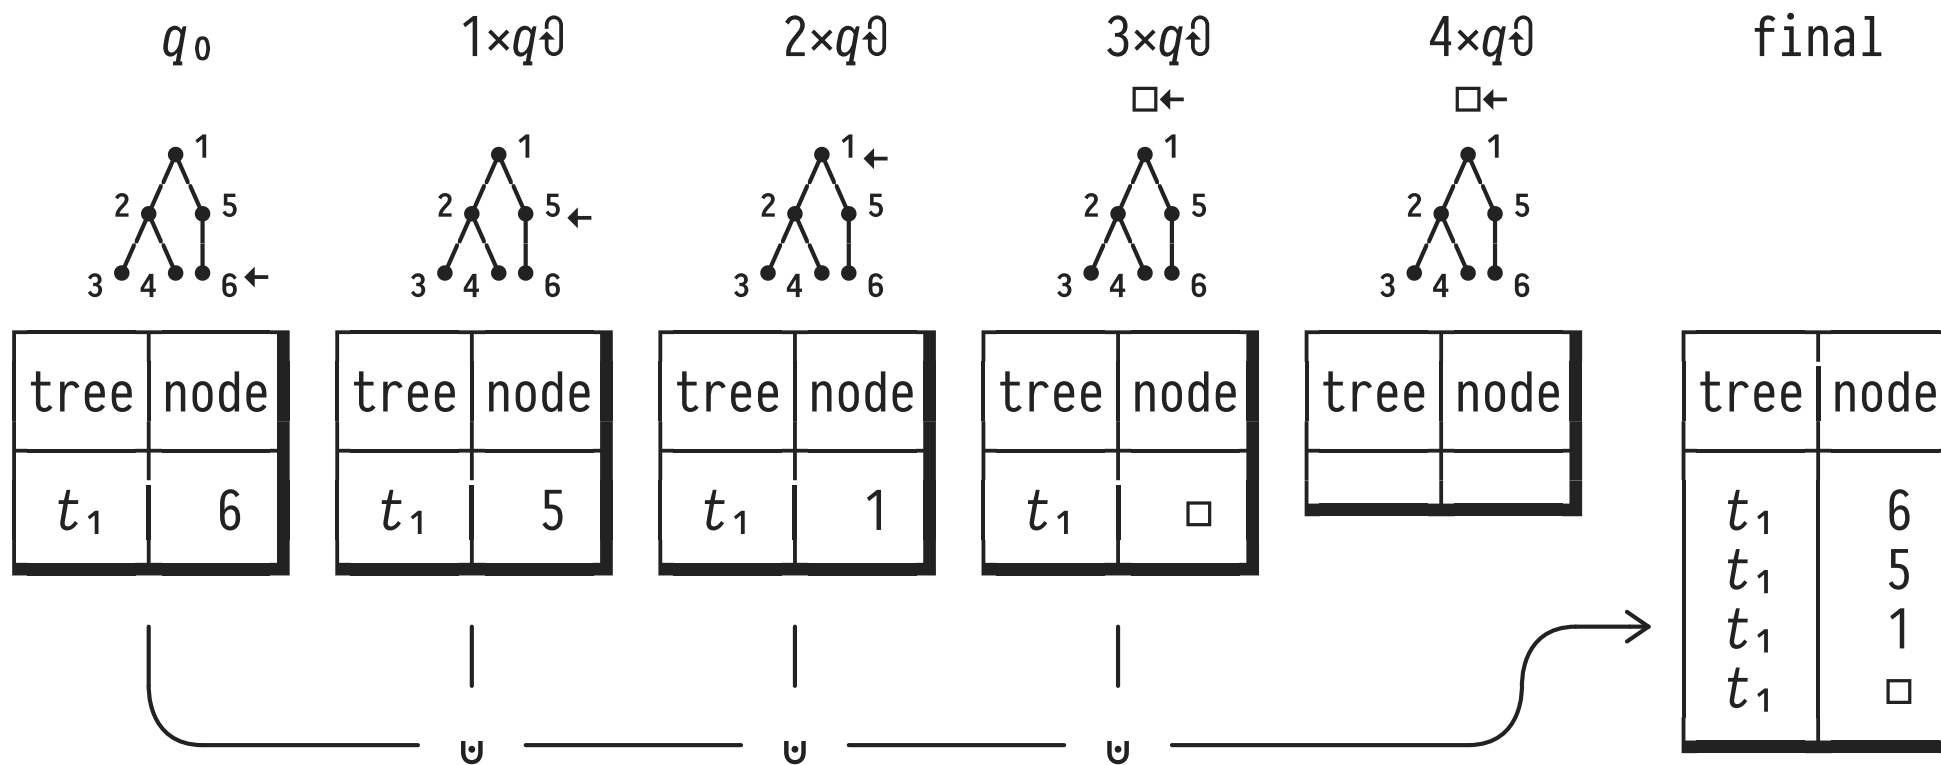 q₀ 1×q↺ 2×q↺ 3×q↺ 4×q↺ final
□← □←
1 1 1← 1 1
2 5 2 5← 2 5 2 5 2 5
3 4 6← 3 4 6 3 4 6 3 4 6 3 4 6
tree node tree node tree node tree node tree node tree node
t₁ 6 t₁ 5 t₁ 1 t₁ □ t₁ 6
t₁ 5
t₁ 1
t₁ □
⊍ ⊍ ⊍